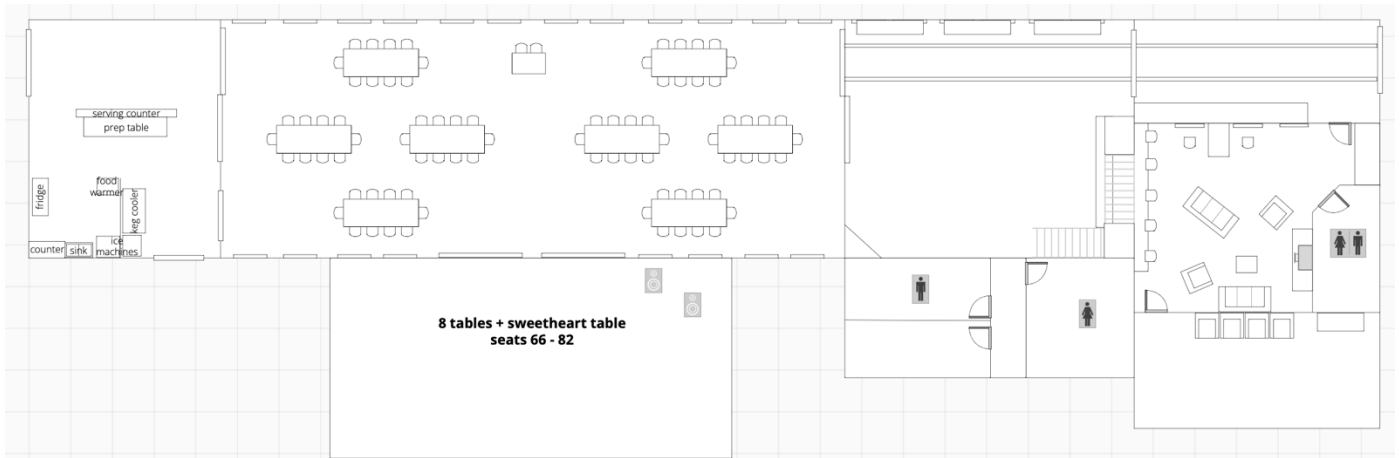 serving counter
prep table
food
warmer
fridge
keg cooler
ice
machines
counter
sink
8 tables + sweetheart table
seats 66 - 82